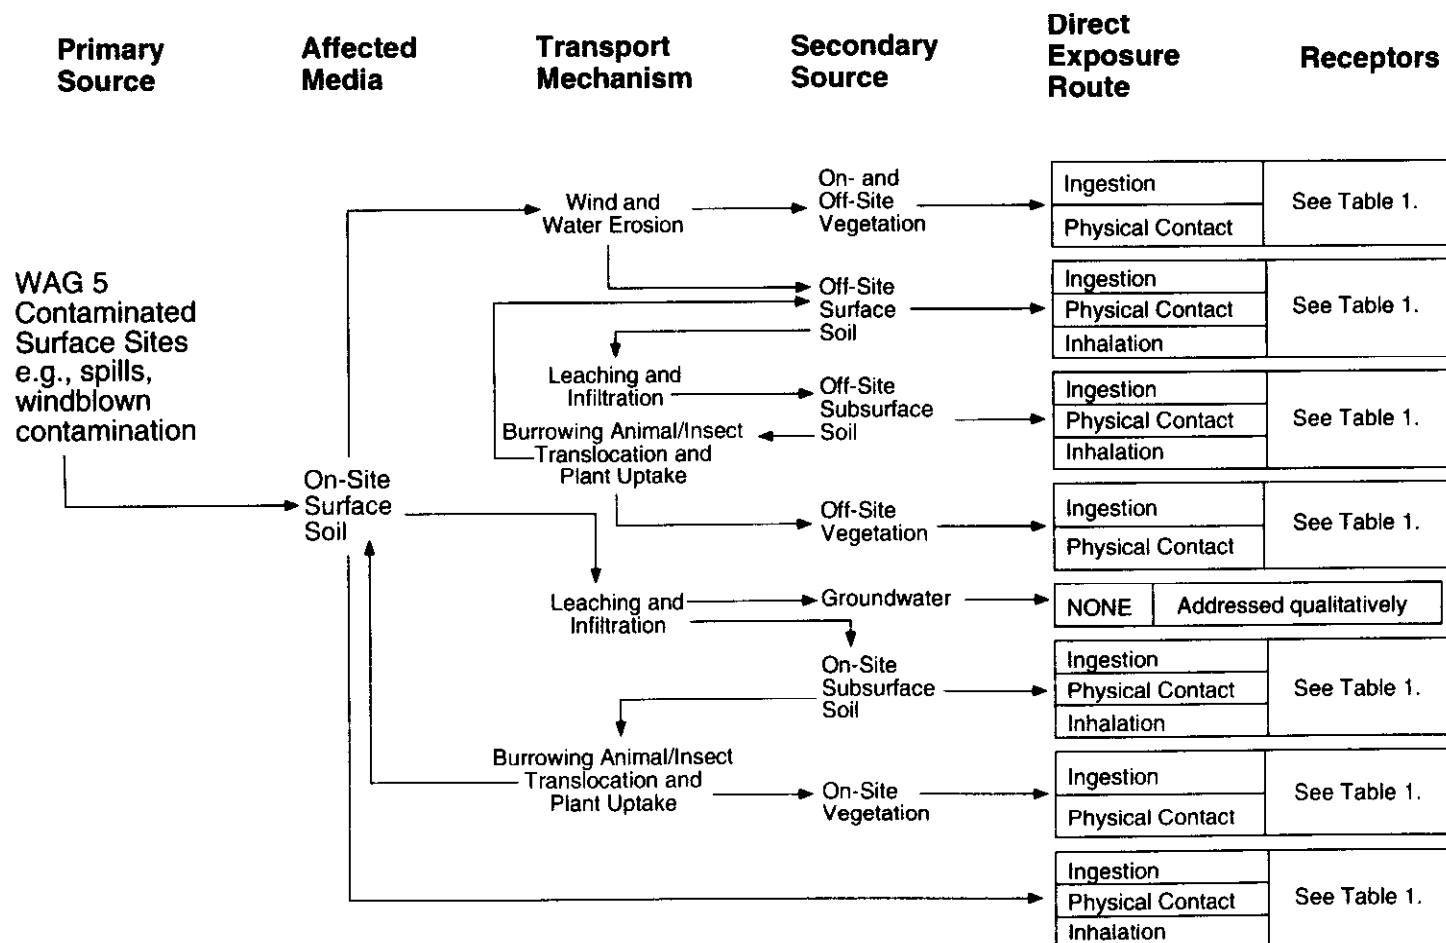 Primary
Source
Affected
Media
Transport
Mechanism
Secondary
Source
Direct
Exposure
Route
Receptors
WAG 5
Contaminated
Surface Sites
e.g., spills,
windblown
contamination
On-Site
Surface
Soil
Wind and
Water Erosion
On- and
Off-Site
Vegetation
Ingestion
Physical Contact
See Table 1.
Off-Site
Surface
Soil
Ingestion
Physical Contact
Inhalation
See Table 1.
Leaching and
Infiltration
Off-Site
Subsurface
Soil
Ingestion
Physical Contact
Inhalation
See Table 1.
Burrowing Animal/Insect
Translocation and
Plant Uptake
Off-Site
Vegetation
Ingestion
Physical Contact
See Table 1.
Leaching and
Infiltration
Groundwater
NONE
Addressed qualitatively
On-Site
Subsurface
Soil
Ingestion
Physical Contact
Inhalation
See Table 1.
Burrowing Animal/Insect
Translocation and
Plant Uptake
On-Site
Vegetation
Ingestion
Physical Contact
See Table 1.
Ingestion
Physical Contact
Inhalation
See Table 1.